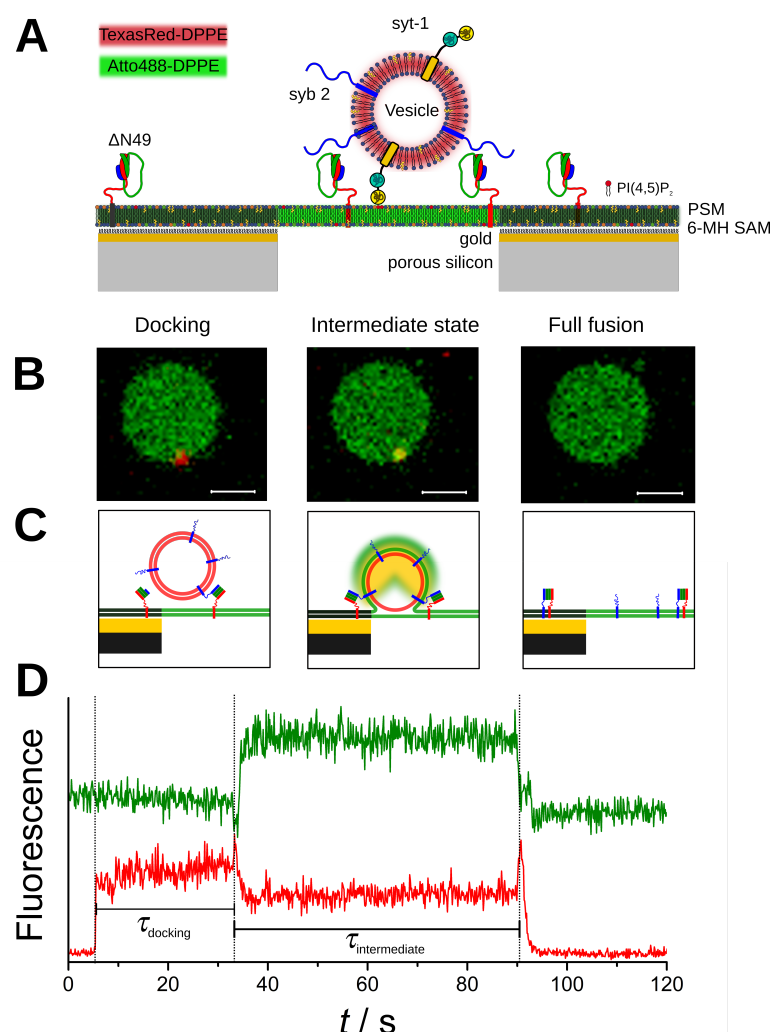 A
TexasRed-DPPE
Atto488-DPPE
syt-1
syb 2
Vesicle
ΔN49
PI(4,5)P₂
PSM
6-MH SAM
gold
porous silicon
Docking
Intermediate state
Full fusion
B
C
D
Fluorescence
τdocking
τintermediate
0 20 40 60 80 100 120
t / s